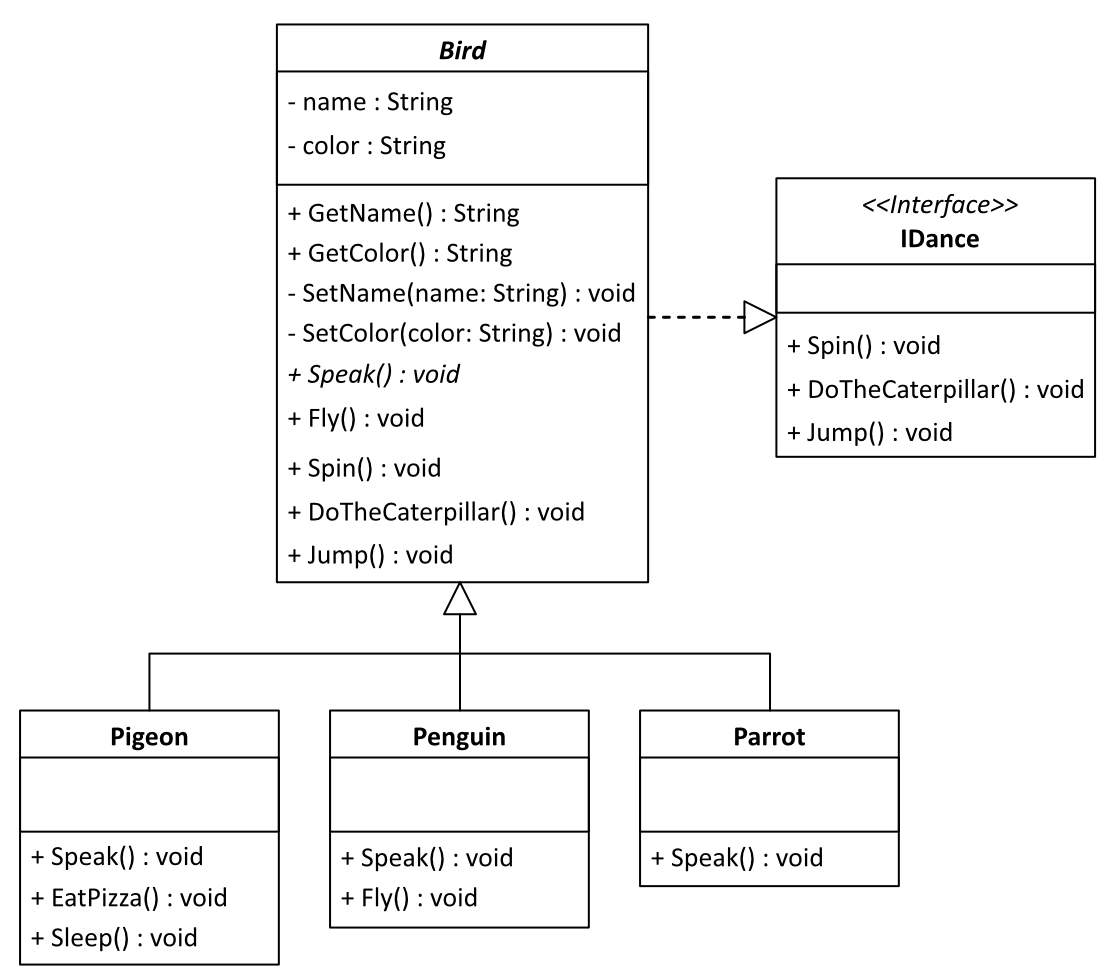 Bird
- name : String
- color : String
+ GetName() : String
+ GetColor() : String
- SetName(name: String) : void
- SetColor(color: String) : void
+ Speak() : void
+ Fly() : void
+ Spin() : void
+ DoTheCaterpillar() : void
+ Jump() : void
<<Interface>>
IDance
+ Spin() : void
+ DoTheCaterpillar() : void
+ Jump() : void
Pigeon
+ Speak() : void
+ EatPizza() : void
+ Sleep() : void
Penguin
+ Speak() : void
+ Fly() : void
Parrot
+ Speak() : void